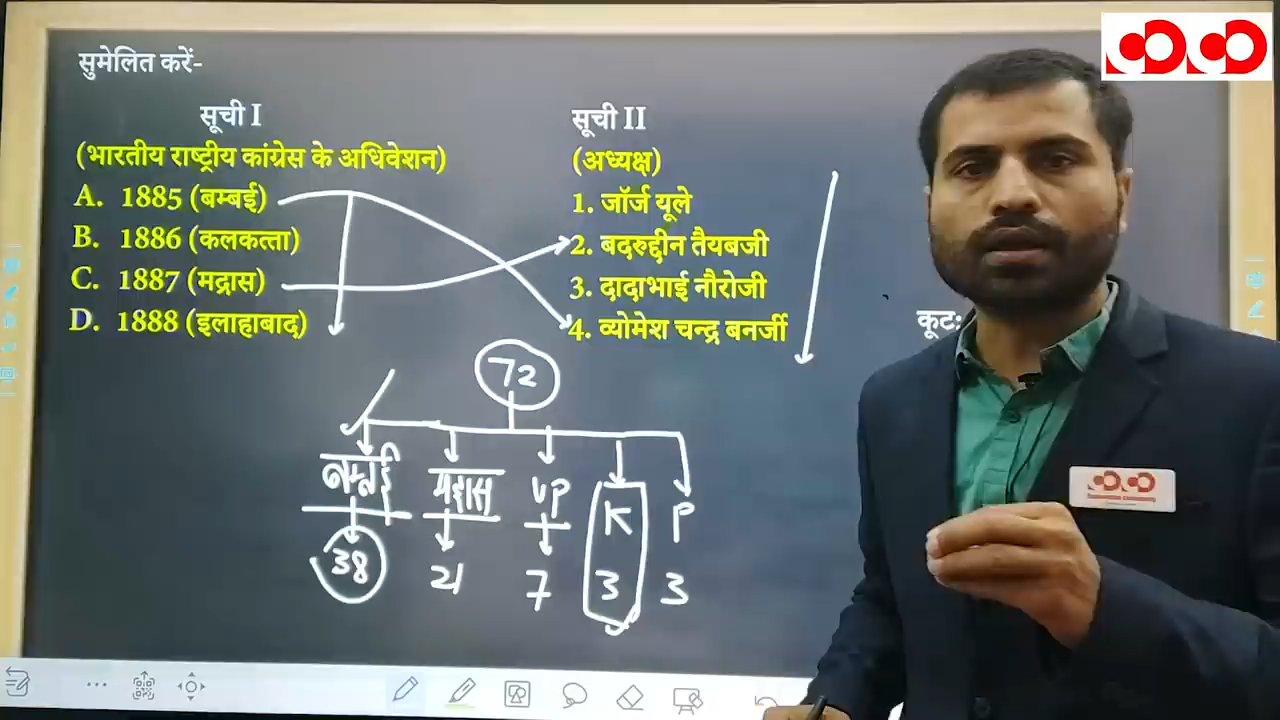 सुमेलित करें-
सूची I
सूची II
(भारतीय राष्ट्रीय कांग्रेस के अधिवेशन)
(अध्यक्ष)
A. 1885 (बम्बई)
1. जॉर्ज यूले
B. 1886 (कलकत्ता)
2. बदरुद्दीन तैयबजी
C. 1887 (मद्रास)
3. दादाभाई नौरोजी
D. 1888 (इलाहाबाद)
4. व्योमेश चन्द्र बनर्जी
कूट:
72
बम्बई मद्रास UP K P
38 21 7 3 3